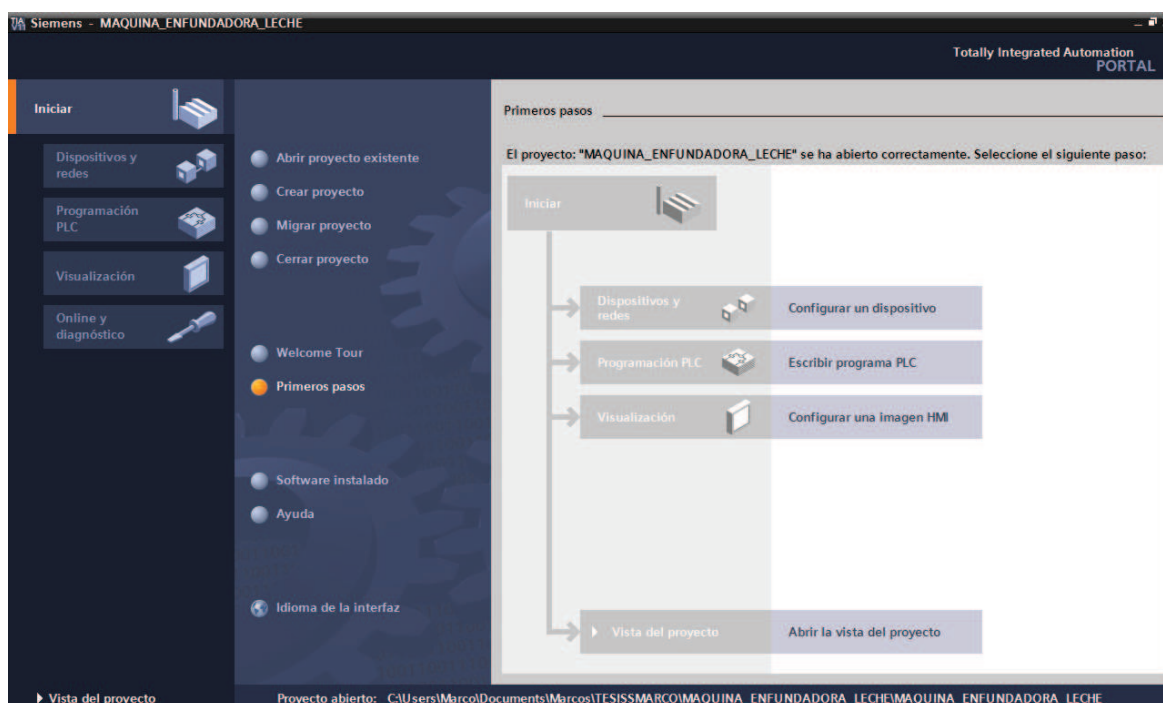 Siemens - MAQUINA_ENFUNDADORA_LECHE
Totally Integrated Automation
PORTAL
Iniciar
Dispositivos y
redes
Programación
PLC
Visualización
Online y
diagnóstico
Abrir proyecto existente
Crear proyecto
Migrar proyecto
Cerrar proyecto
Welcome Tour
Primeros pasos
Software instalado
Ayuda
Idioma de la interfaz
Primeros pasos
El proyecto: "MAQUINA_ENFUNDADORA_LECHE" se ha abierto correctamente. Seleccione el siguiente paso:
Iniciar
Dispositivos y
redes
Configurar un dispositivo
Programación PLC
Escribir programa PLC
Visualización
Configurar una imagen HMI
Vista del proyecto
Abrir la vista del proyecto
Vista del proyecto
Proyecto abierto: C:\Users\Marco\Documents\Marcos\TESISSMARCO\MAQUINA_ENFUNDADORA_LECHE\MAQUINA_ENFUNDADORA_LECHE